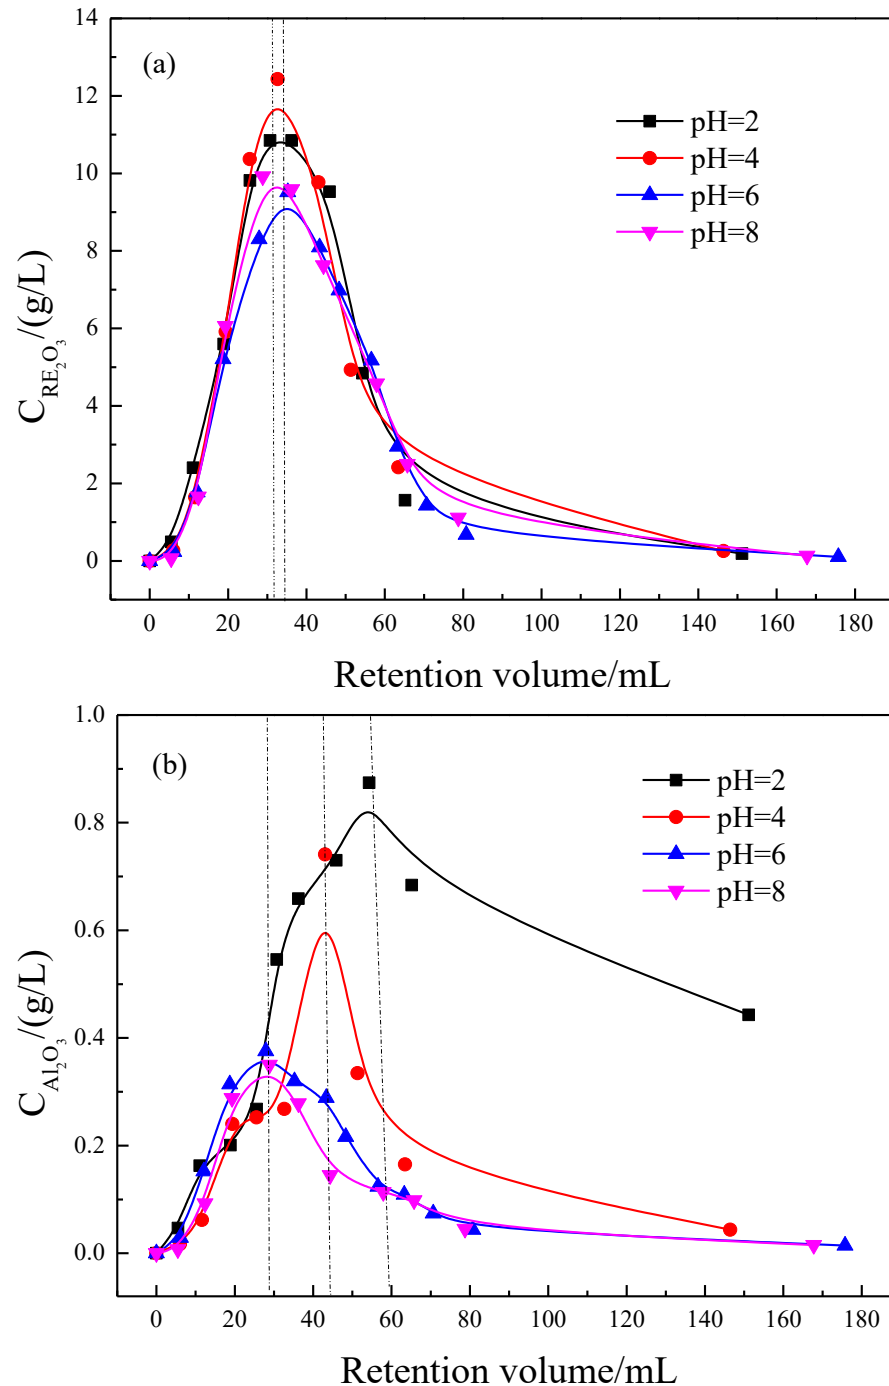 (a)
14
12
10
8
6
4
2
0
C_RE₂O₃/(g/L)
pH=2
pH=4
pH=6
pH=8
0 20 40 60 80 100 120 140 160 180
Retention volume/mL
(b)
1.0
0.8
0.6
0.4
0.2
0.0
C_Al₂O₃/(g/L)
pH=2
pH=4
pH=6
pH=8
0 20 40 60 80 100 120 140 160 180
Retention volume/mL